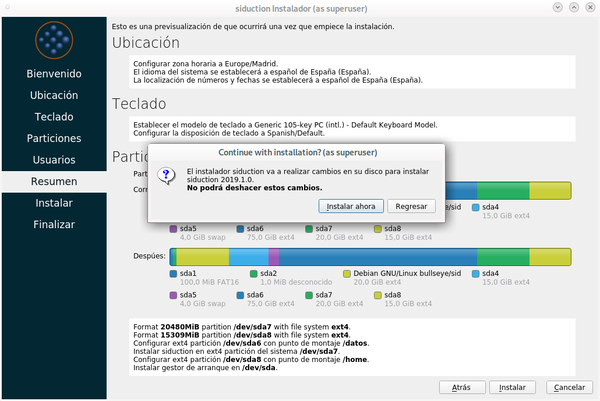 siduction Instalador (as superuser)
Esto es una previsualización de que ocurrirá una vez que empiece la instalación.
Ubicación
Configurar zona horaria a Europe/Madrid.
El idioma del sistema se establecerá a español de España (España).
La localización de números y fechas se establecerá a español de España (España).
Bienvenido
Ubicación
Teclado
Particiones
Usuarios
Resumen
Instalar
Finalizar
Teclado
Establecer el modelo de teclado a Generic 105-key PC (intl.) - Default Keyboard Model.
Configurar la disposición de teclado a Spanish/Default.
Continue with installation? (as superuser)
El instalador siduction va a realizar cambios en su disco para instalar
siduction 2019.1.0.
No podrá deshacer estos cambios.
Instalar ahora
Regresar
/sid
sda4
15,0 GiB ext4
sda5
4,0 GiB swap
sda6
75,0 GiB ext4
sda7
20,0 GiB ext4
sda8
15,0 GiB ext4
Despúes:
sda1
100,0 MiB FAT16
sda2
1,0 MiB desconocido
Debian GNU/Linux bullseye/sid
20,0 GiB ext4
sda4
15,0 GiB ext4
sda5
4,0 GiB swap
sda6
75,0 GiB ext4
sda7
20,0 GiB ext4
sda8
15,0 GiB ext4
Format 20480MiB partition /dev/sda7 with file system ext4.
Format 15309MiB partition /dev/sda8 with file system ext4.
Configurar ext4 partición /dev/sda6 con punto de montaje /datos.
Instalar siduction en ext4 partición del sistema /dev/sda7.
Configurar ext4 partición /dev/sda8 con punto de montaje /home.
Instalar gestor de arranque en /dev/sda.
Atrás
Instalar
Cancelar